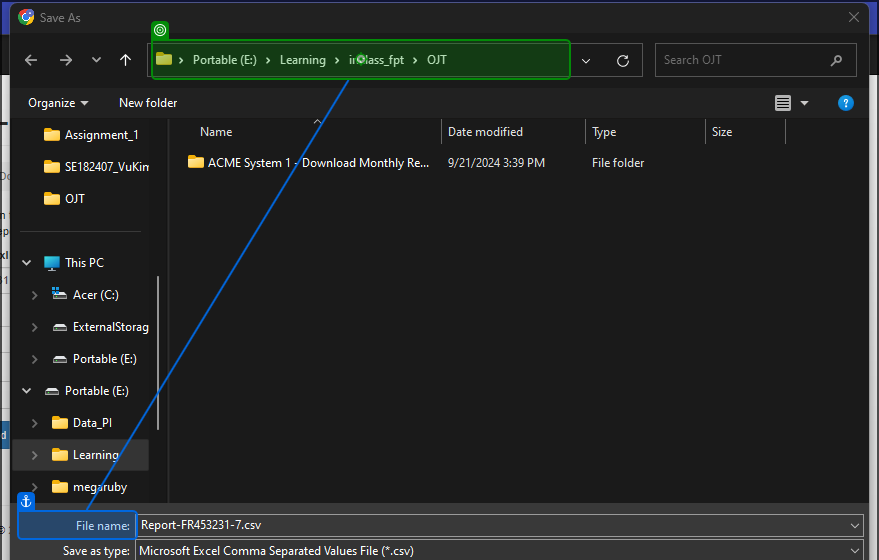 Save As
Portable (E:) › Learning › inclass_fpt › OJT
Search OJT
Organize
New folder
Name
Date modified
Type
Size
ACME System 1 - Download Monthly Re...
9/21/2024 3:39 PM
File folder
Assignment_1
SE182407_VuKim
OJT
This PC
Acer (C:)
ExternalStorag
Portable (E:)
Portable (E:)
Data_PI
Learning
megaruby
File name:
Report-FR453231-7.csv
Save as type:
Microsoft Excel Comma Separated Values File (*.csv)